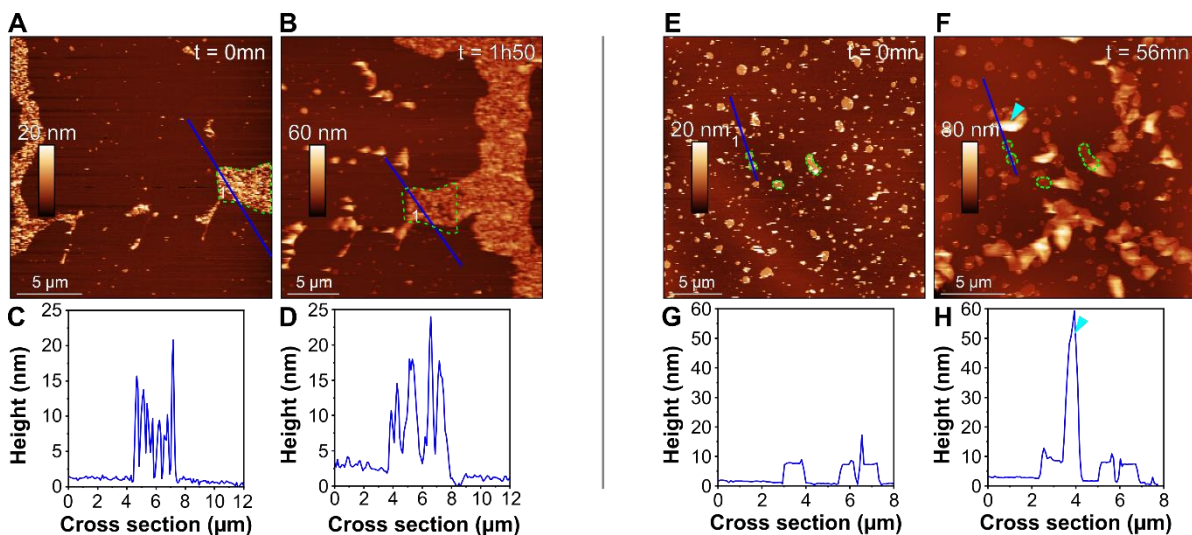 A
t = 0mn
20 nm
5 µm
B
t = 1h50
60 nm
1
5 µm
E
t = 0mn
20 nm
1
5 µm
F
t = 56mn
80 nm
5 µm
C
25
20
15
10
5
0
Height (nm)
0 2 4 6 8 10 12
Cross section (µm)
D
25
20
15
10
5
0
Height (nm)
0 2 4 6 8 10 12
Cross section (µm)
G
60
50
40
30
20
10
0
Height (nm)
0 2 4 6 8
Cross section (µm)
H
60
50
40
30
20
10
0
Height (nm)
0 2 4 6 8
Cross section (µm)